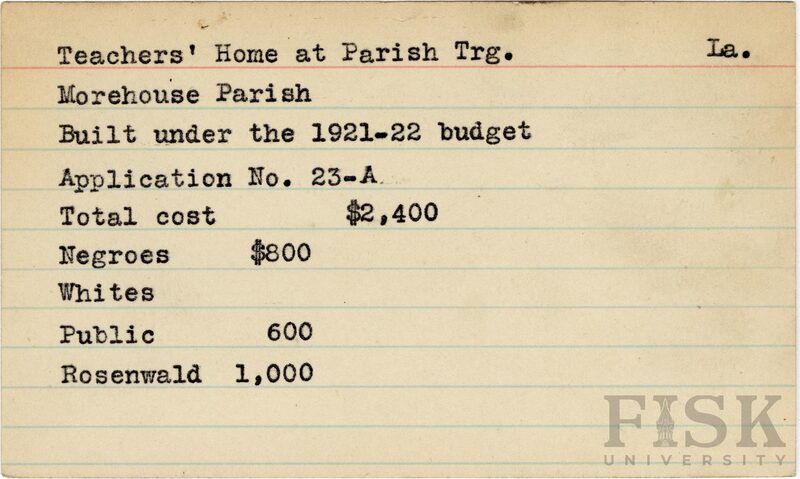 Teachers' Home at Parish Trg. La.
Morehouse Parish
Built under the 1921-22 budget
Application No. 23-A
Total cost $2,400
Negroes $800
Whites
Public 600
Rosenwald 1,000
FISK
UNIVERSITY